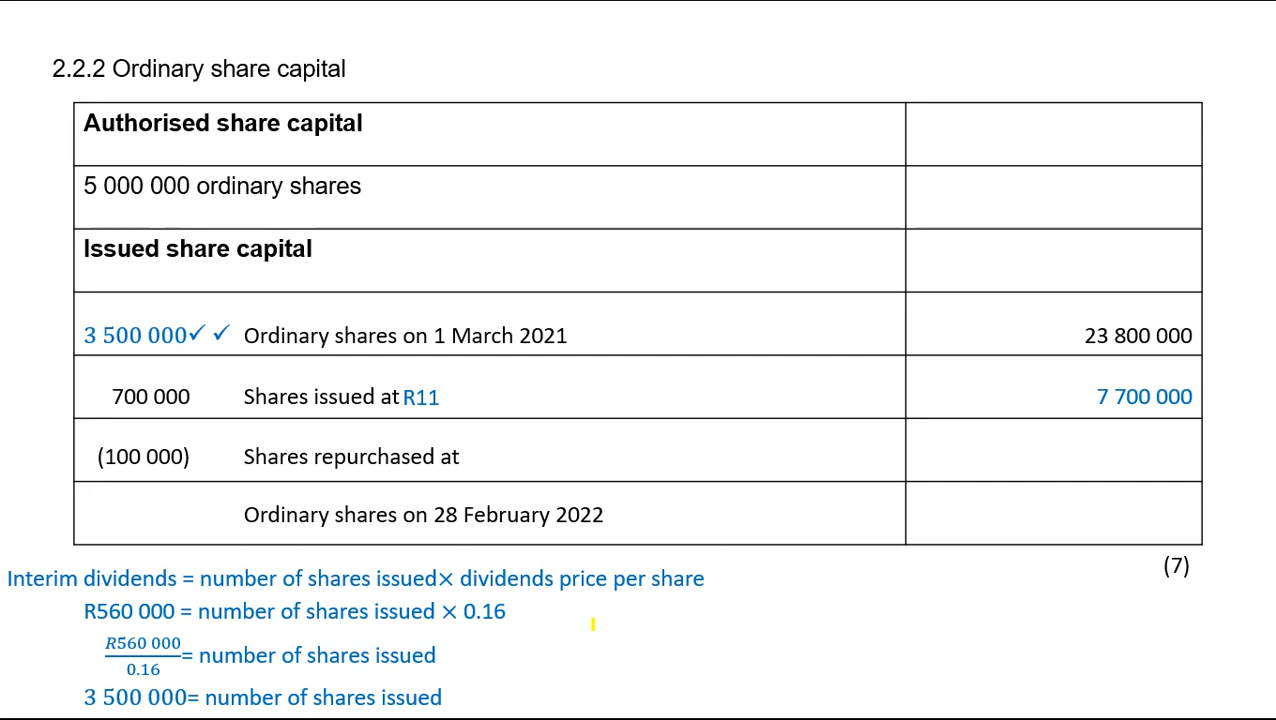 2.2.2 Ordinary share capital
Authorised share capital
5 000 000 ordinary shares
Issued share capital
3 500 000✓ ✓ Ordinary shares on 1 March 2021 23 800 000
700 000 Shares issued at R11 7 700 000
(100 000) Shares repurchased at
Ordinary shares on 28 February 2022
(7)
Interim dividends = number of shares issued× dividends price per share
R560 000 = number of shares issued × 0.16
R560 000
0.16
= number of shares issued
3 500 000= number of shares issued